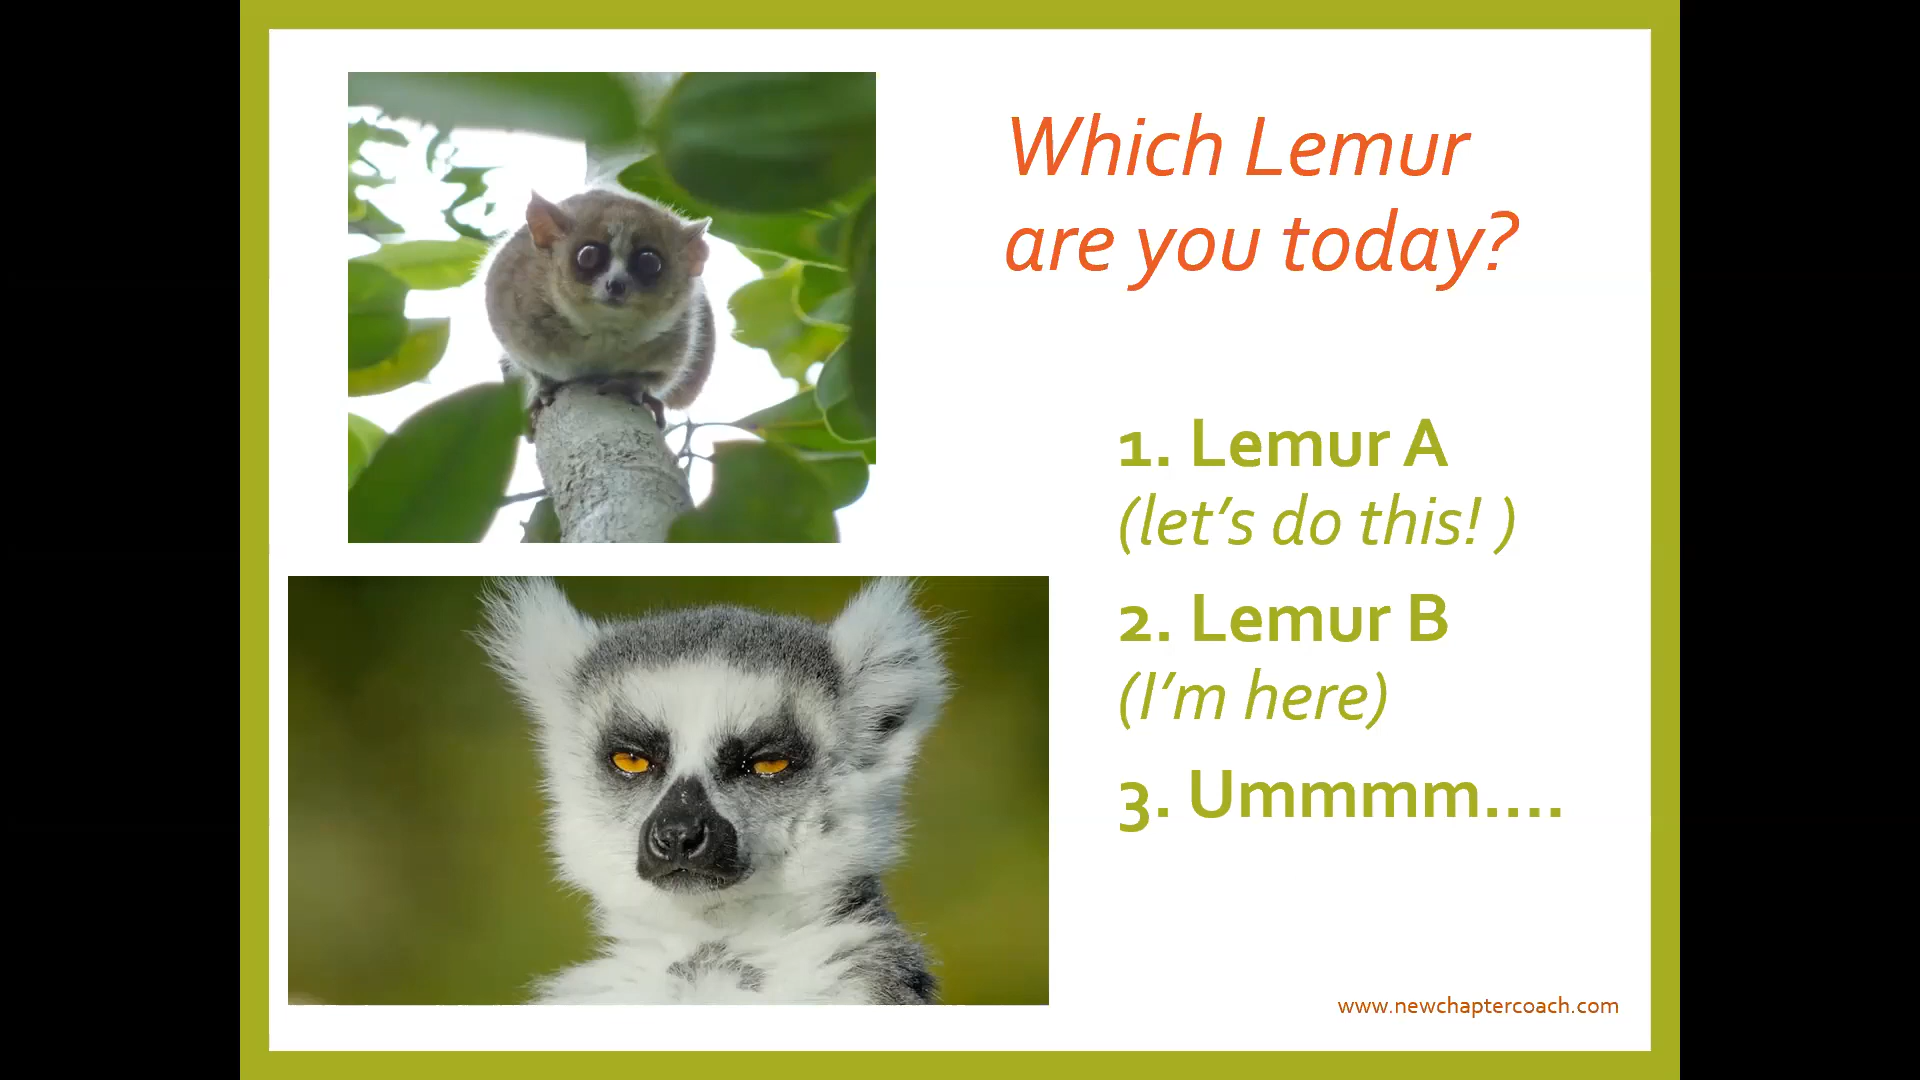 Which Lemur
are you today?
1. Lemur A
(let’s do this! )
2. Lemur B
(I’m here)
3. Ummmm....
www.newchaptercoach.com